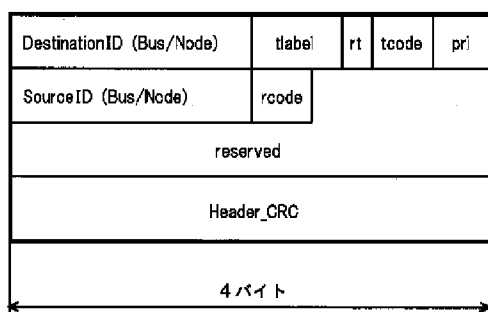 DestinationID (Bus/Node) tlabel rt tcode pri
SourceID (Bus/Node) rcode
reserved
Header_CRC
4バイト